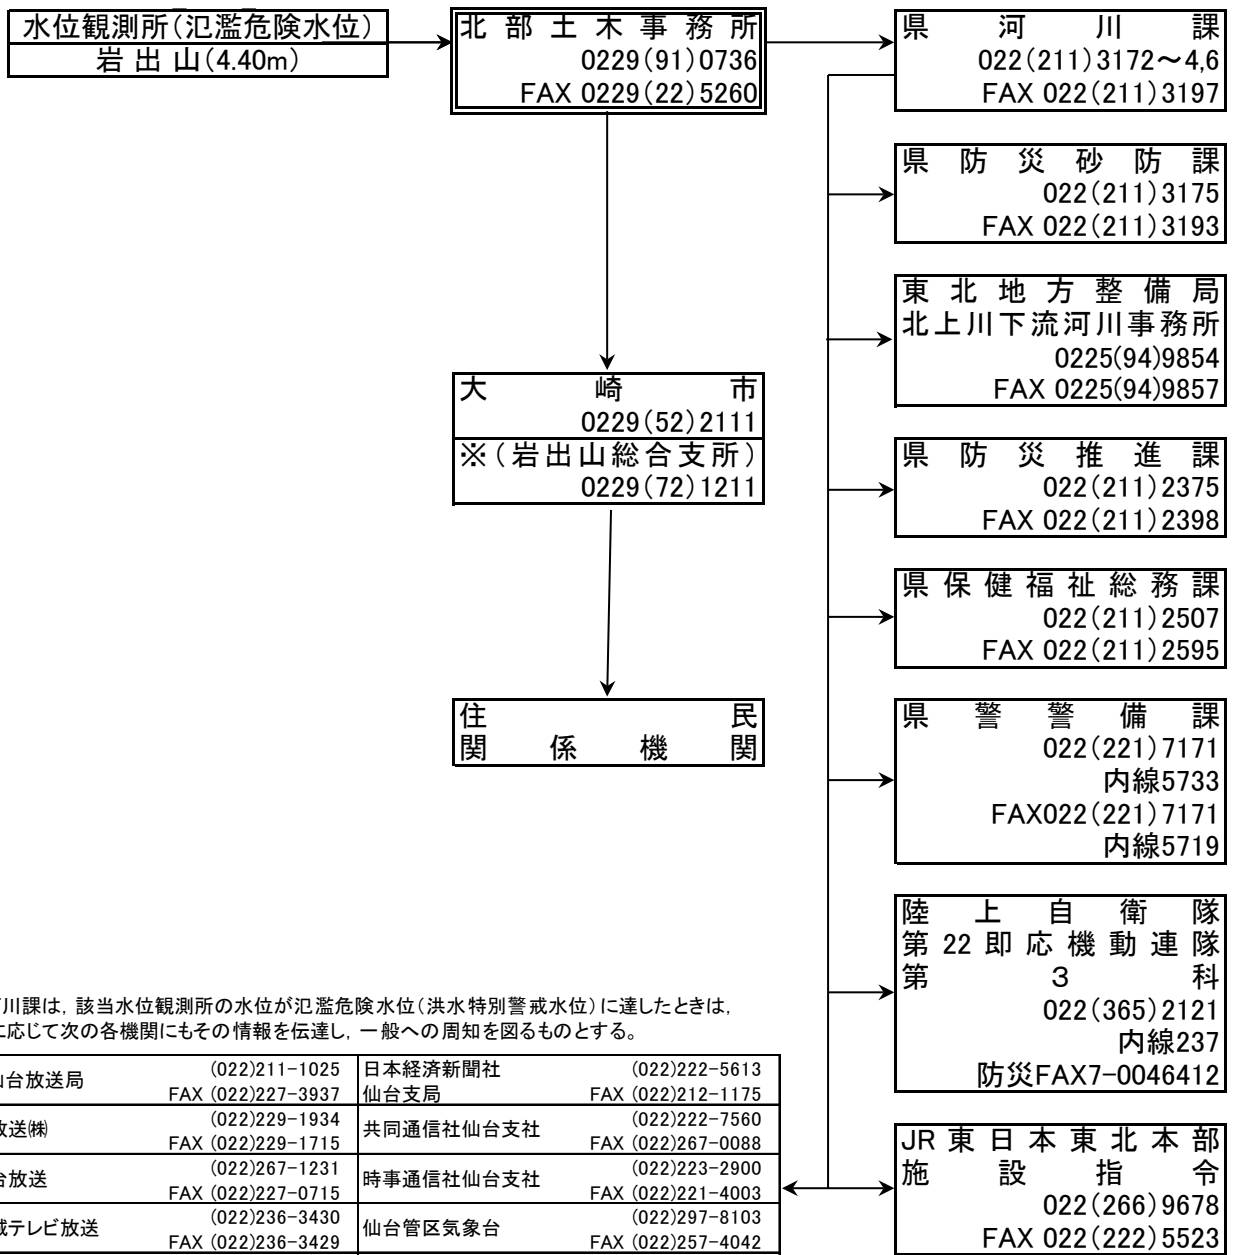 水位観測所(氾濫危険水位)
岩出山(4.40m)
北部土木事務所
0229(91)0736
FAX 0229(22)5260
大崎市
0229(52)2111
※(岩出山総合支所)
0229(72)1211
住民
関係機関
県河川課
022(211)3172～4,6
FAX 022(211)3197
県防災砂防課
022(211)3175
FAX 022(211)3193
東北地方整備局
北上川下流河川事務所
0225(94)9854
FAX 0225(94)9857
県防災推進課
022(211)2375
FAX 022(211)2398
県保健福祉総務課
022(211)2507
FAX 022(211)2595
県警警備課
022(221)7171
内線5733
FAX022(221)7171
内線5719
陸上自衛隊
第22即応機動連隊
第3科
022(365)2121
内線237
防災FAX7-0046412
JR東日本東北本部
施設指令
022(266)9678
FAX 022(222)5523
川課は，該当水位観測所の水位が氾濫危険水位(洪水特別警戒水位)に達したときは，
に応じて次の各機関にもその情報を伝達し，一般への周知を図るものとする。
台放送局 (022)211-1025
FAX (022)227-3937
日本経済新聞社 (022)222-5613
仙台支局 FAX (022)212-1175
放送㈱ (022)229-1934
FAX (022)229-1715
共同通信社仙台支社 (022)222-7560
FAX (022)267-0088
台放送 (022)267-1231
FAX (022)227-0715
時事通信社仙台支社 (022)223-2900
FAX (022)221-4003
テレビ放送 (022)236-3430
FAX (022)236-3429
仙台管区気象台 (022)297-8103
FAX (022)257-4042